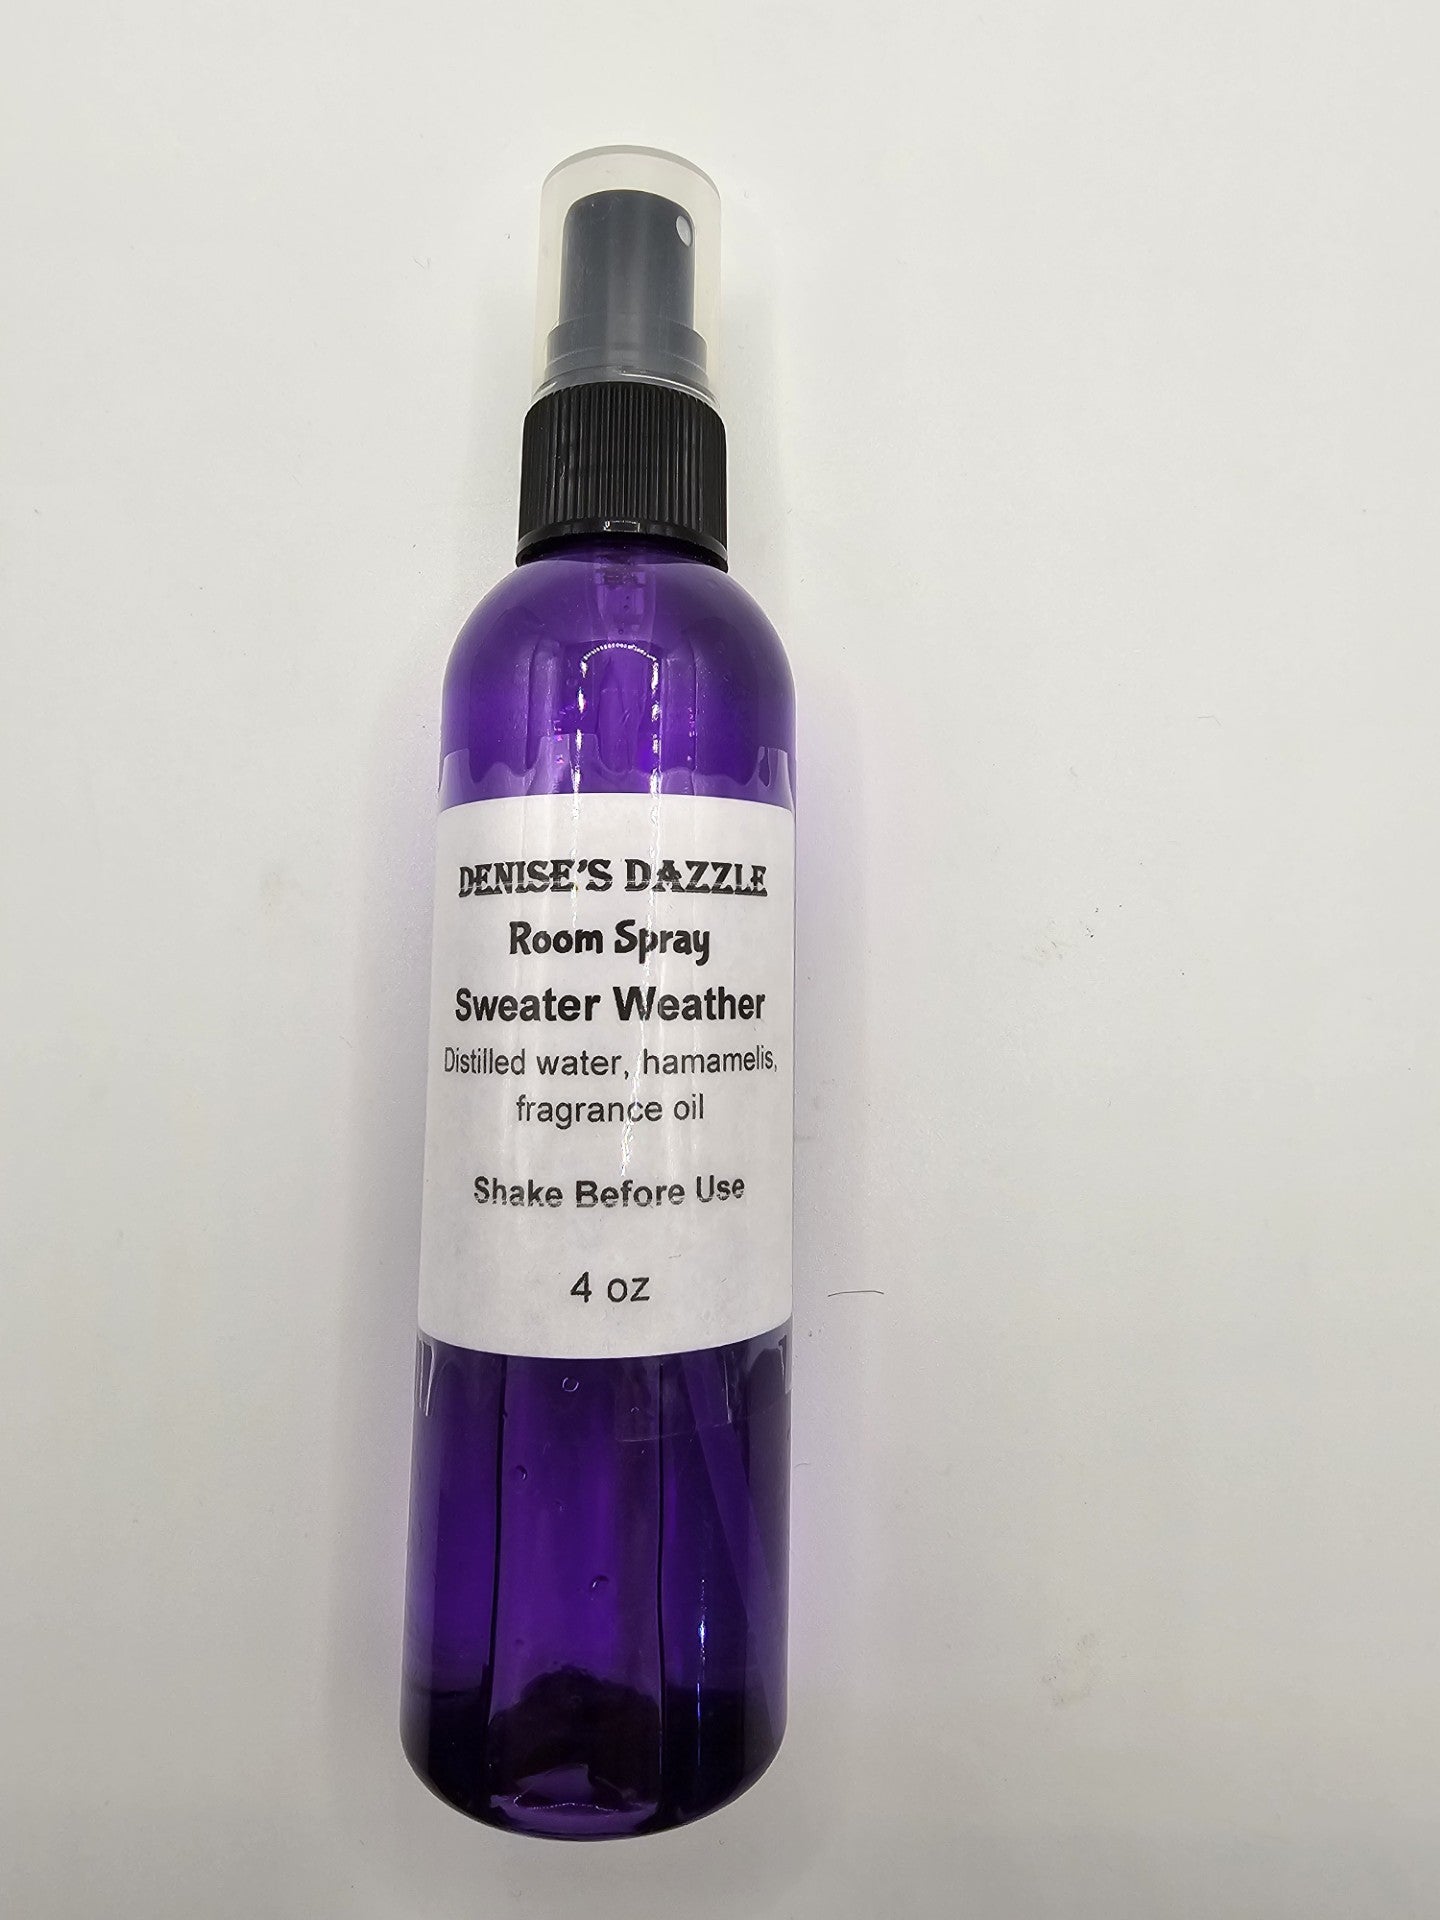 DENISE'S DAZZLE
Room Spray
Sweater Weather
Distilled water, hamamelis,
fragrance oil
Shake Before Use
4 oz